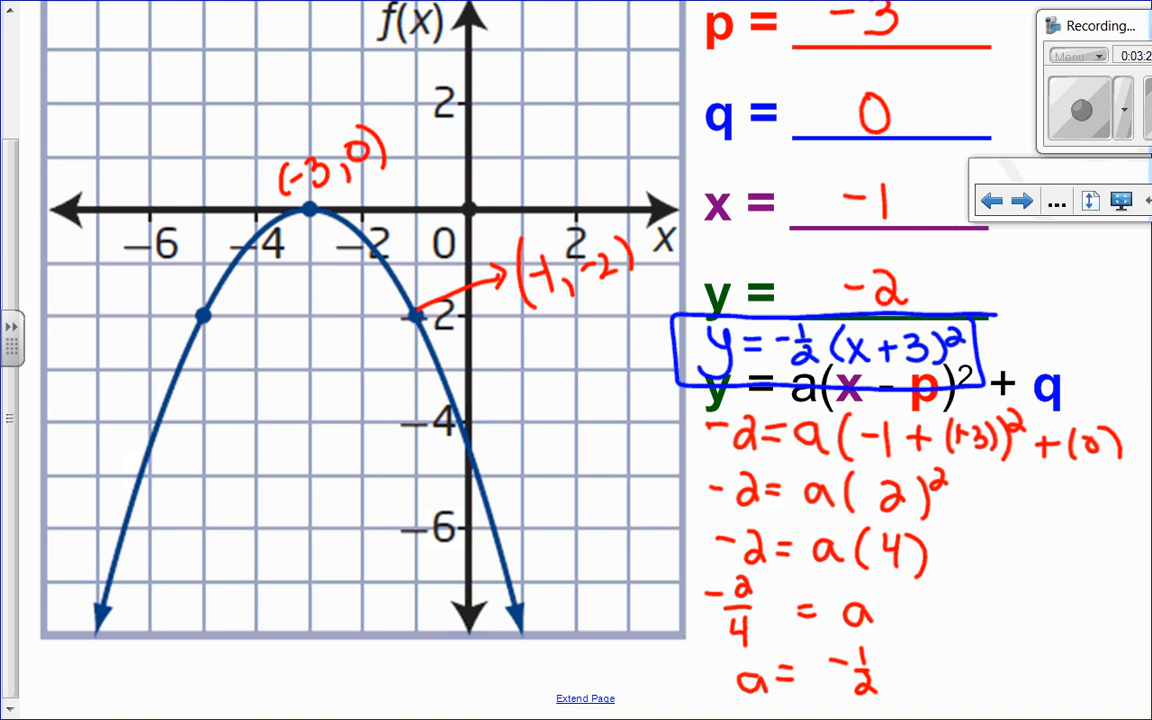 f(x)
2
(-3,0)
-6 -4 -2 0 2 x
(-1,-2)
-2
-4
-6
p = -3
q = 0
x = -1
y = -2
y = -1/2 (x+3)²
y = a(x - p)² + q
-2 = a(-1 + (+3))² + (0)
-2 = a( 2 )²
-2 = a(4)
-2/4 = a
a = -1/2
Extend Page
Recording...
Menu
0:03:2
...